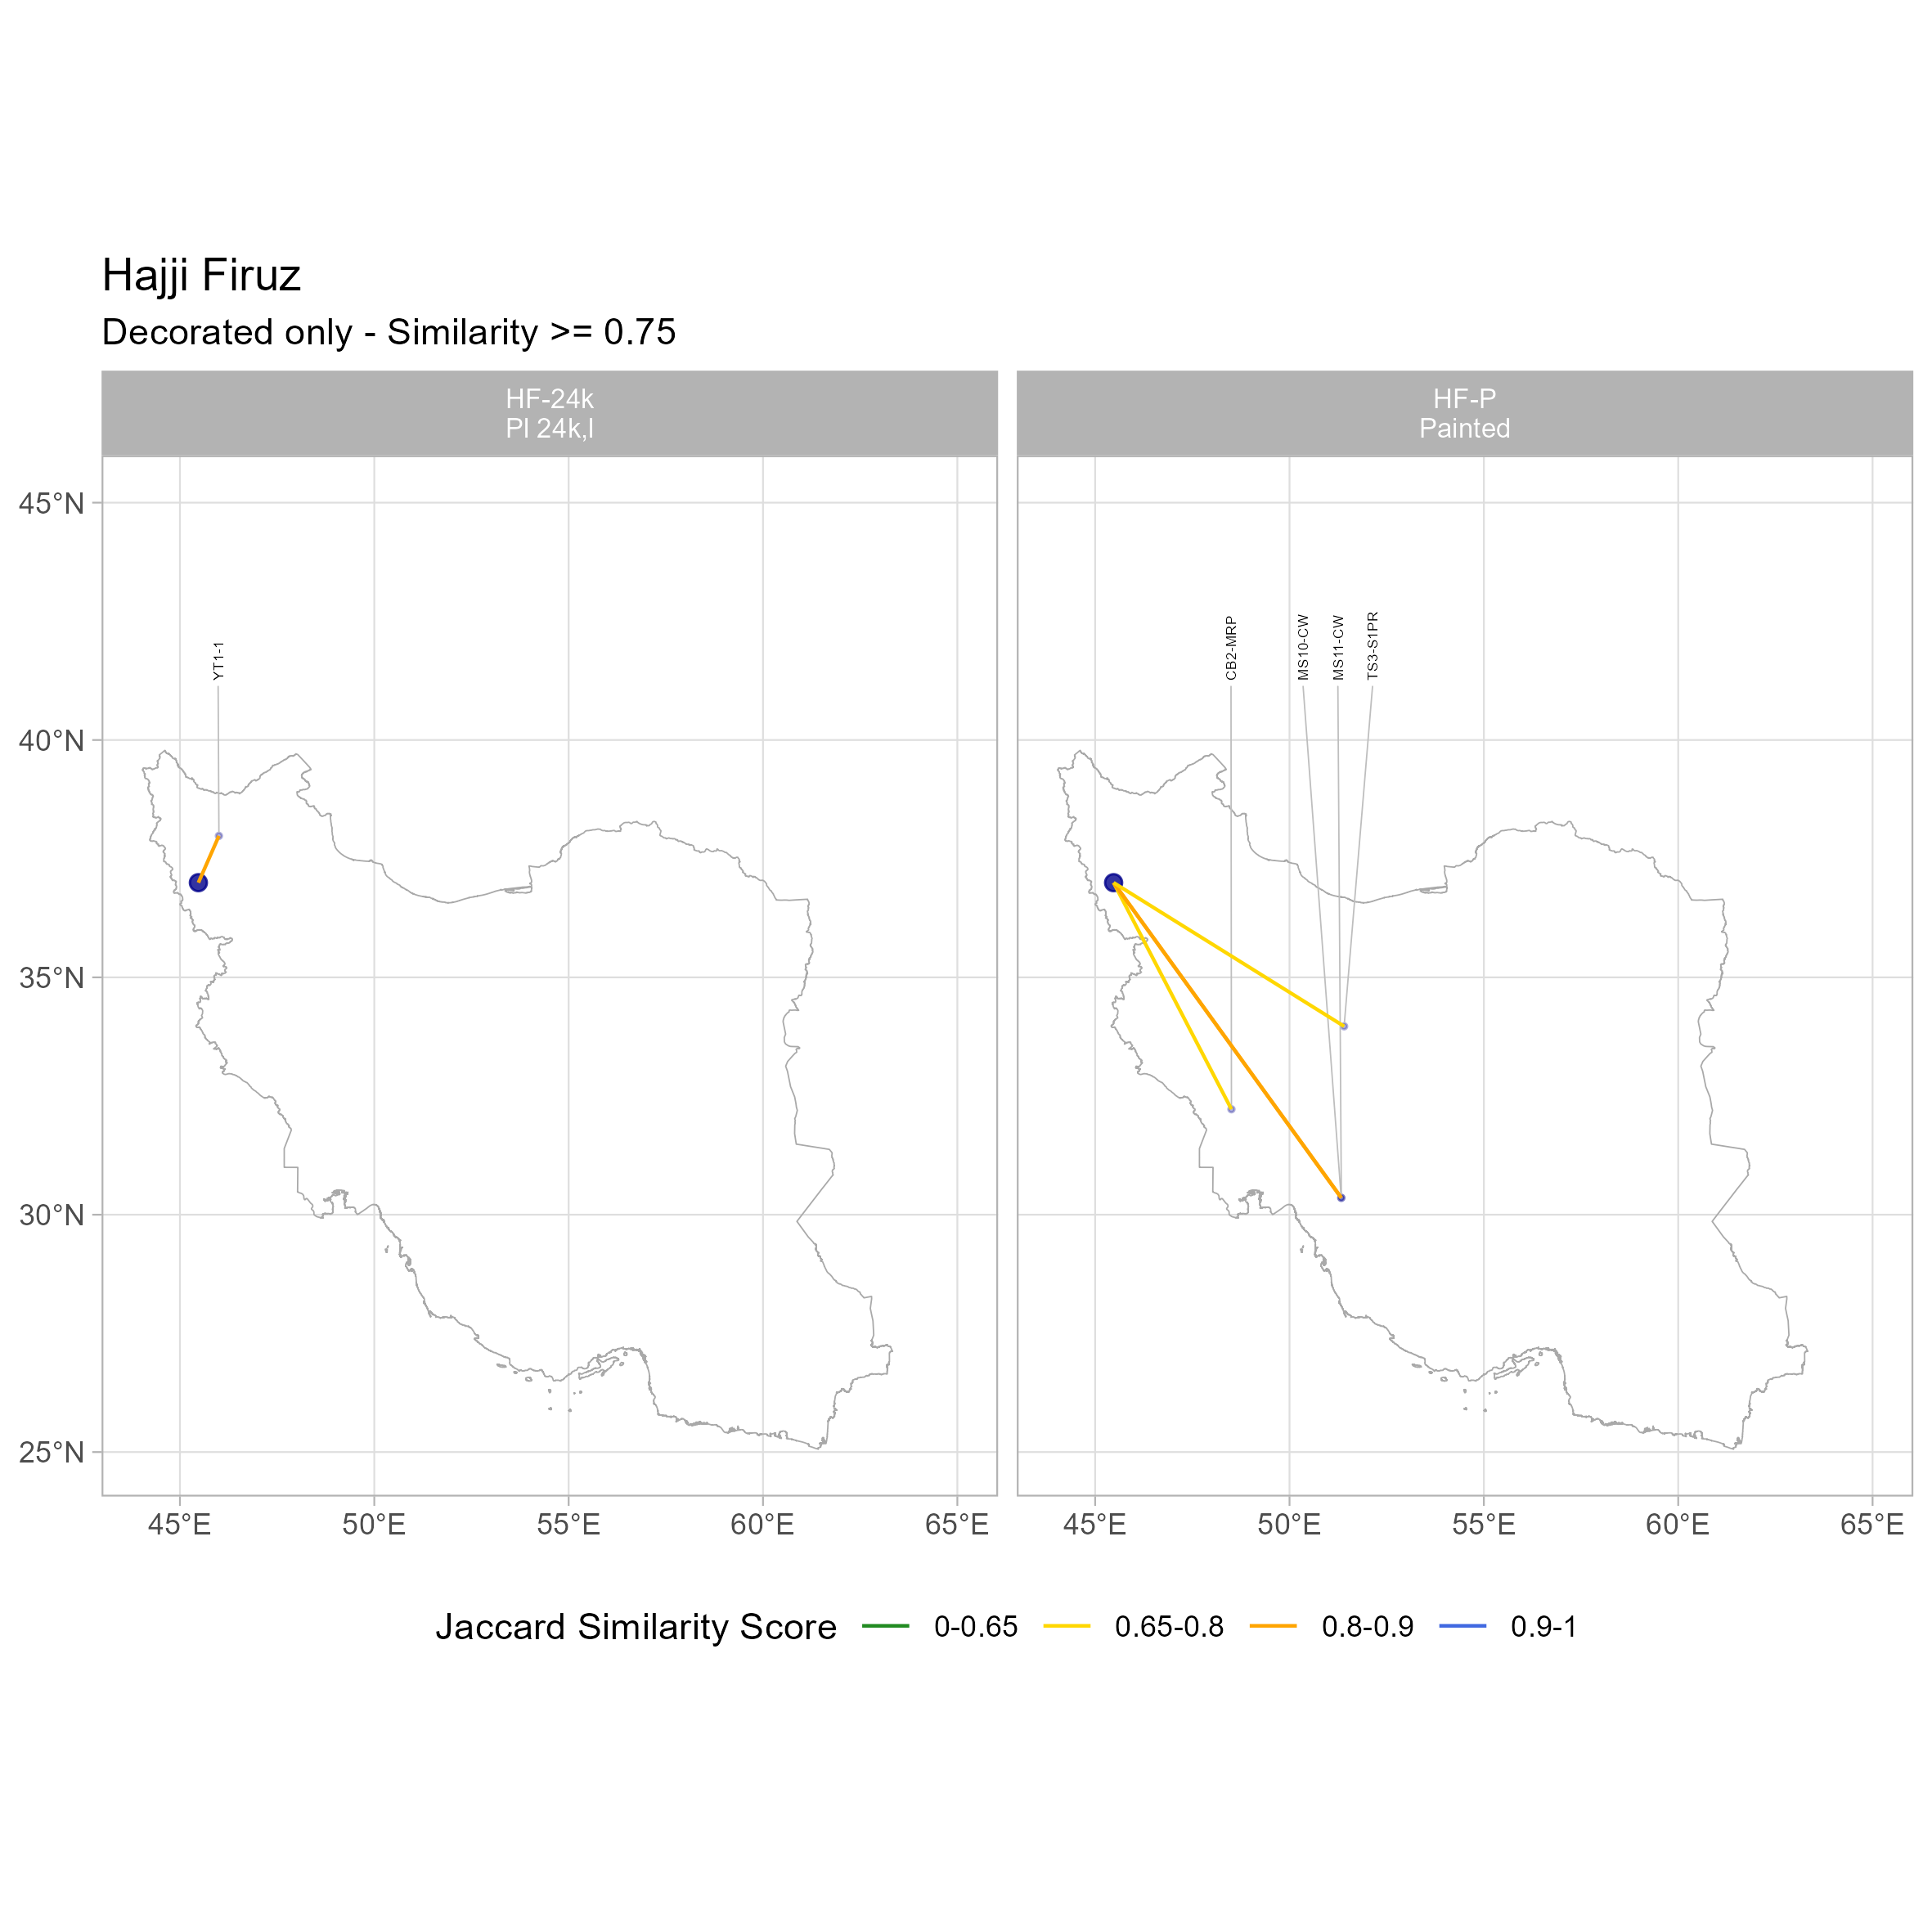 Hajji Firuz
Decorated only - Similarity >= 0.75
HF-24k
Pl 24k,l
HF-P
Painted
45°N
40°N
35°N
30°N
25°N
YT1-1
CB2-MRP
MS10-CW
MS11-CW
TS3-S1PR
45°E 50°E 55°E 60°E 65°E
45°E 50°E 55°E 60°E 65°E
Jaccard Similarity Score 0-0.65 0.65-0.8 0.8-0.9 0.9-1